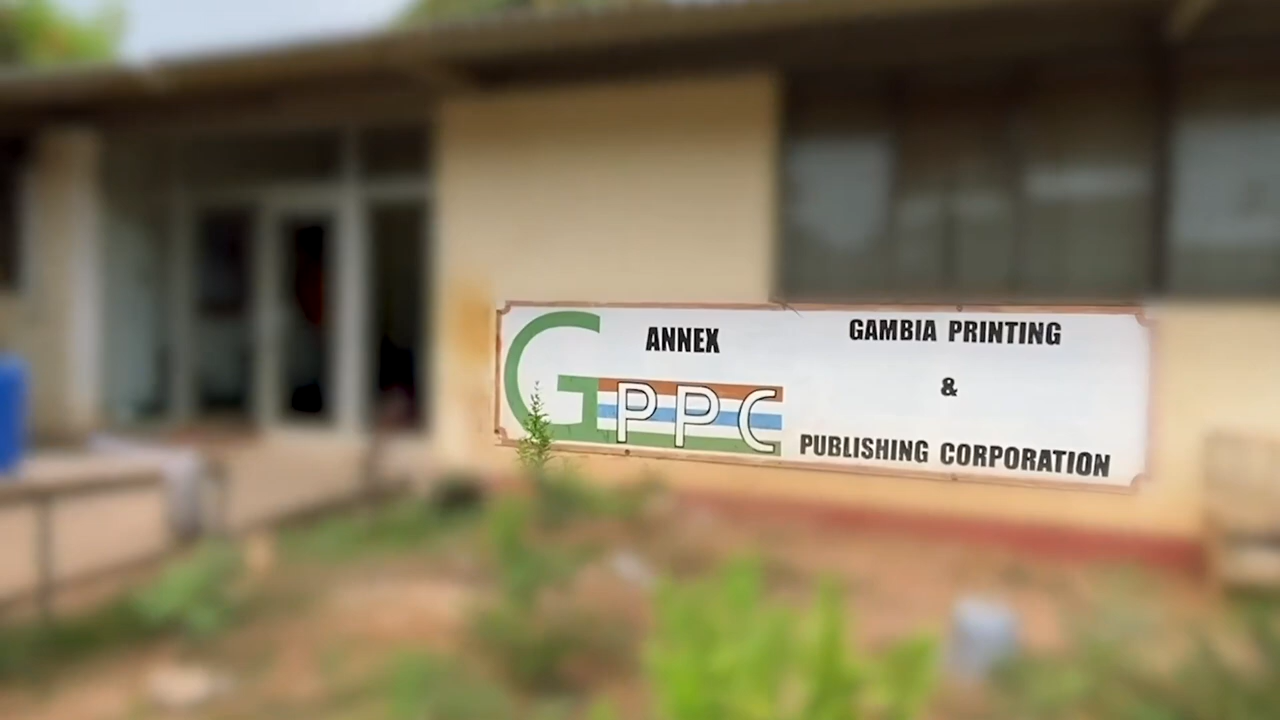 ANNEX
GPPC
GAMBIA PRINTING
&
PUBLISHING CORPORATION